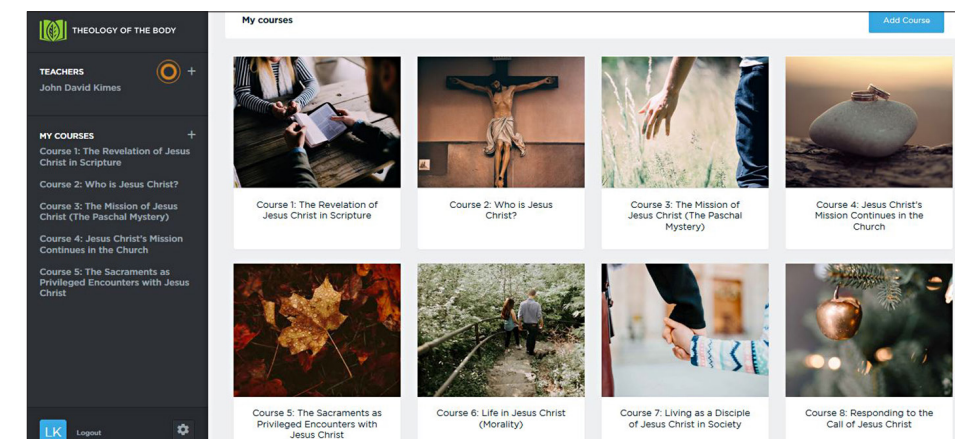 THEOLOGY OF THE BODY
TEACHERS
+
John David Kimes
MY COURSES
+
Course 1: The Revelation of Jesus
Christ in Scripture
Course 2: Who is Jesus Christ?
Course 3: The Mission of Jesus
Christ (The Paschal Mystery)
Course 4: Jesus Christ's Mission
Continues in the Church
Course 5: The Sacraments as
Privileged Encounters with Jesus
Christ
LK
Logout
My courses
Add Course
Course 1: The Revelation of
Jesus Christ in Scripture
Course 2: Who is Jesus
Christ?
Course 3: The Mission of
Jesus Christ (The Paschal
Mystery)
Course 4: Jesus Christ's
Mission Continues in the
Church
Course 5: The Sacraments as
Privileged Encounters with
Jesus Christ
Course 6: Life in Jesus Christ
(Morality)
Course 7: Living as a Disciple
of Jesus Christ in Society
Course 8: Responding to the
Call of Jesus Christ